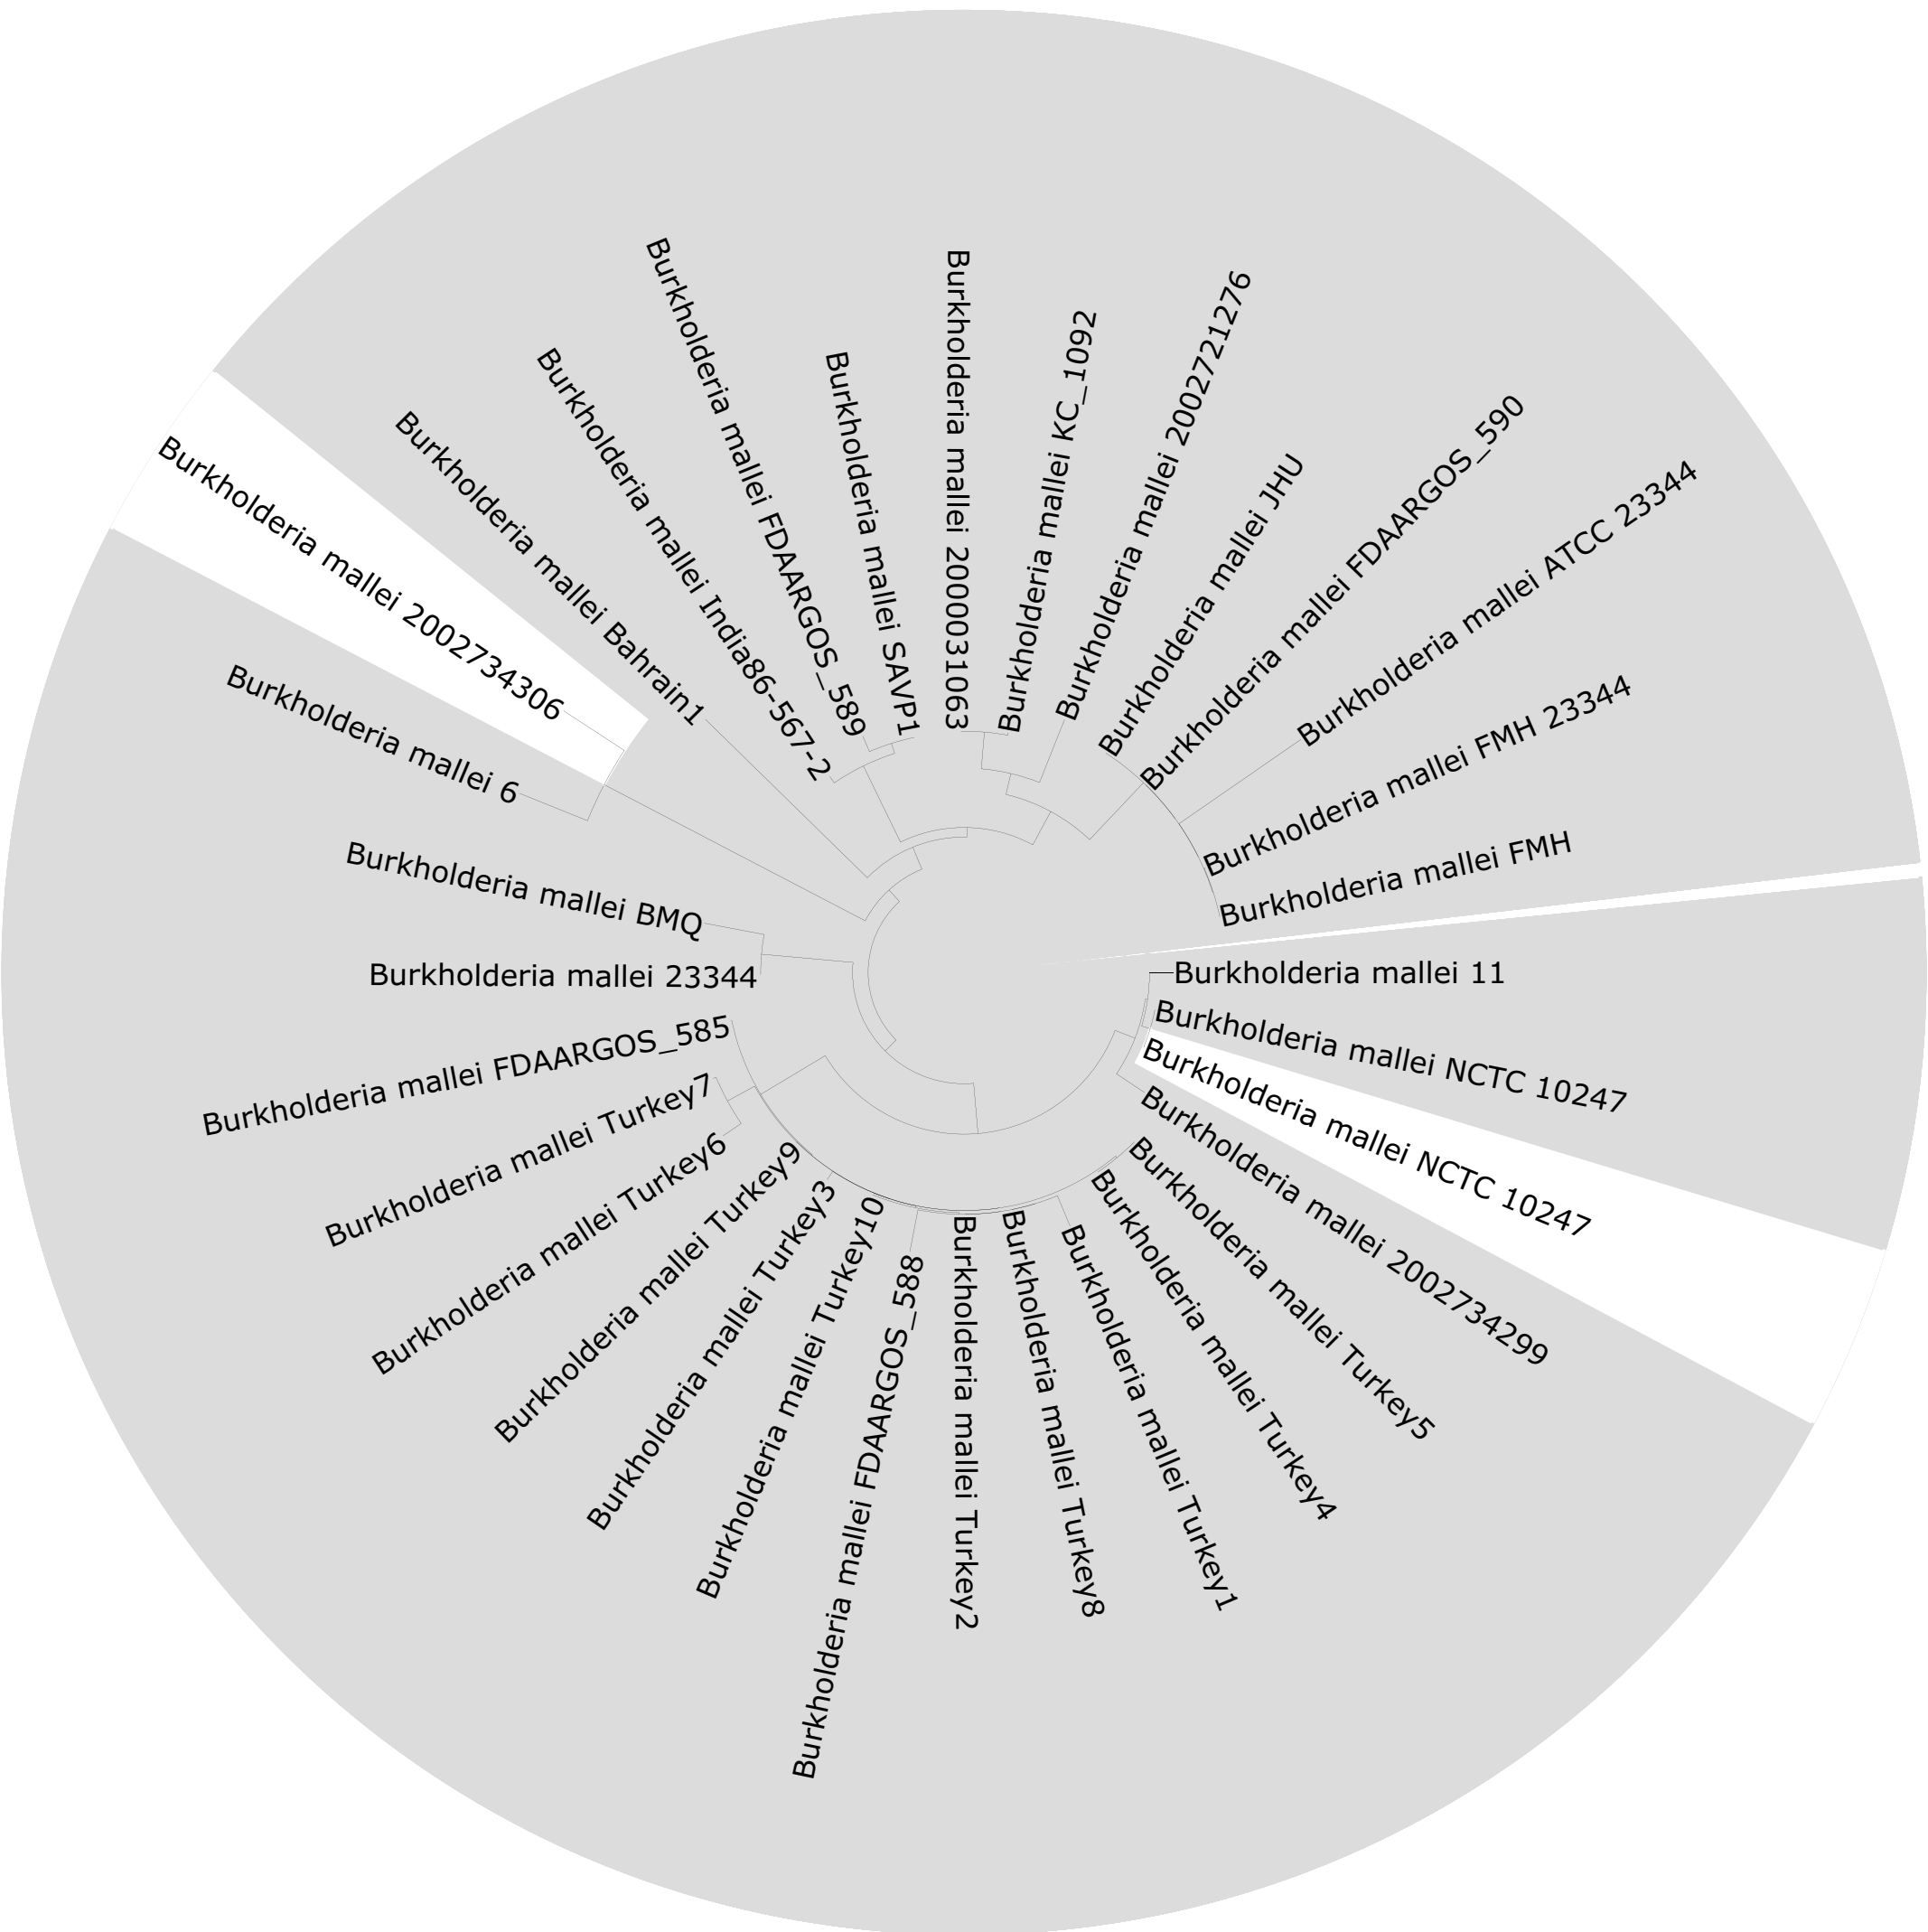 Burkholderia mallei 2000031063
Burkholderia mallei KC_1092
Burkholderia mallei 2002721276
Burkholderia mallei JHU
Burkholderia mallei FDAARGOS_590
Burkholderia mallei ATCC 23344
Burkholderia mallei FMH 23344
Burkholderia mallei FMH
Burkholderia mallei 11
Burkholderia mallei NCTC 10247
Burkholderia mallei NCTC 10247
Burkholderia mallei 2002734299
Burkholderia mallei Turkey5
Burkholderia mallei Turkey4
Burkholderia mallei Turkey1
Burkholderia mallei Turkey8
Burkholderia mallei Turkey2
Burkholderia mallei FDAARGOS_588
Burkholderia mallei Turkey10
Burkholderia mallei Turkey3
Burkholderia mallei Turkey9
Burkholderia mallei Turkey6
Burkholderia mallei Turkey7
Burkholderia mallei FDAARGOS_585
Burkholderia mallei 23344
Burkholderia mallei BMQ
Burkholderia mallei 6
Burkholderia mallei 2002734306
Burkholderia mallei Bahrain1
Burkholderia mallei India86-567-2
Burkholderia mallei FDAARGOS_589
Burkholderia mallei SAVP1